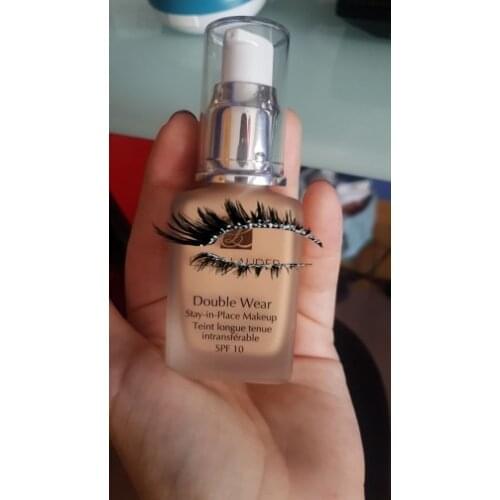 LAUDER
Double Wear
Stay-in-Place Makeup
Teint longue tenue
intransférable
SPF 10